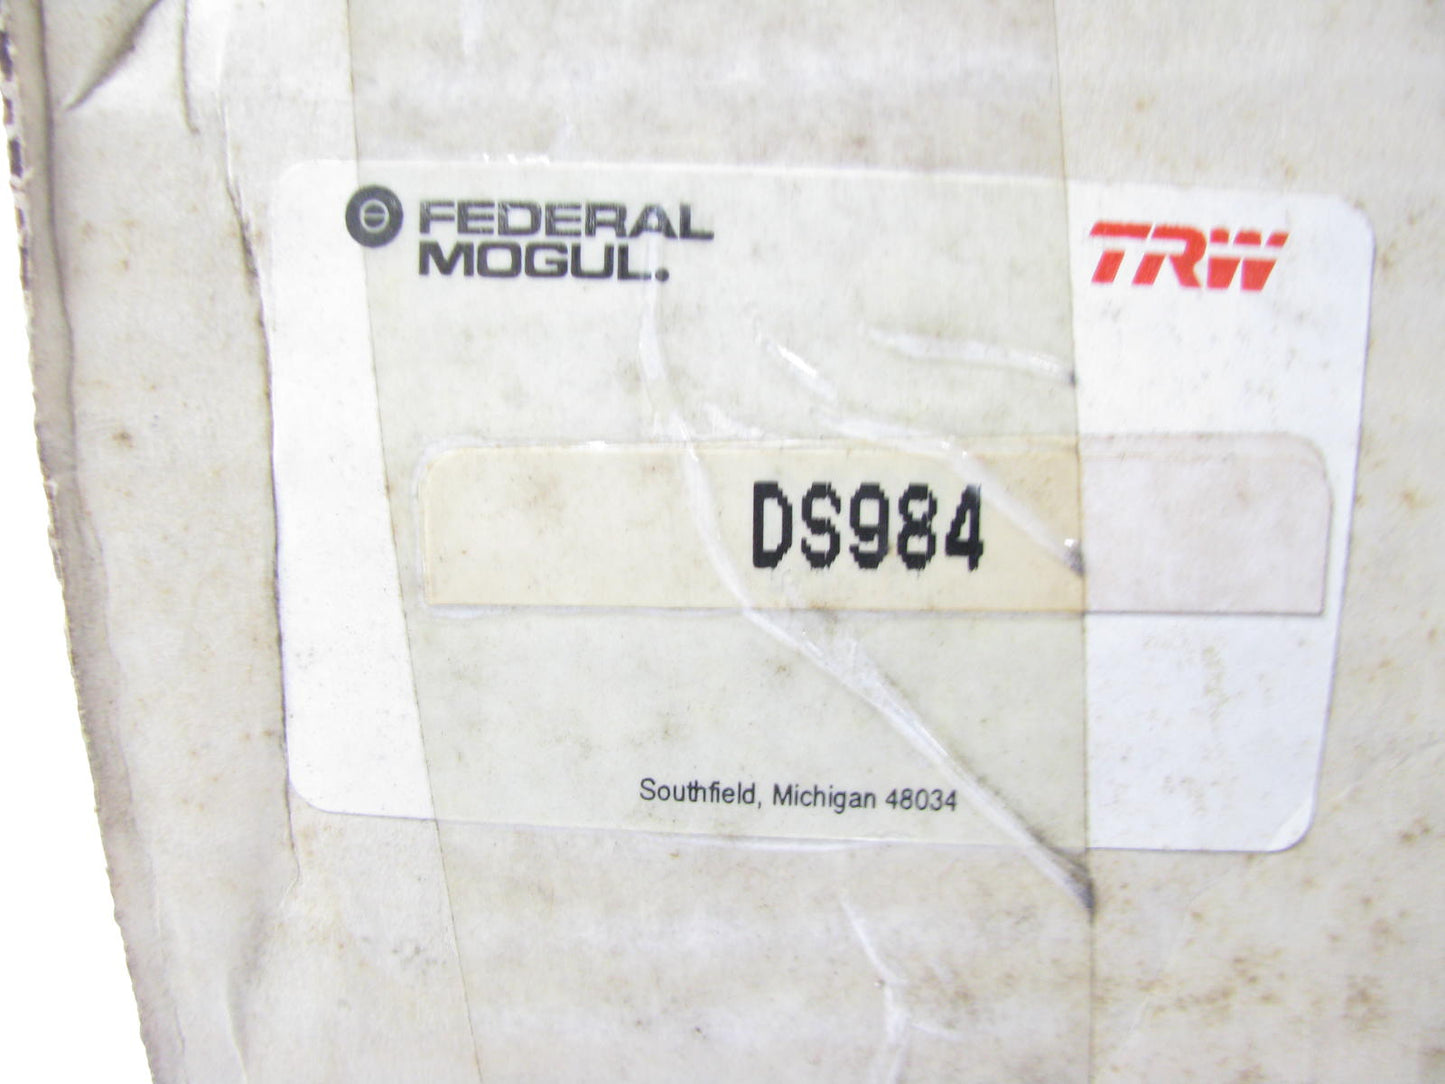 FEDERAL
MOGUL.
TRW
DS984
Southfield, Michigan 48034